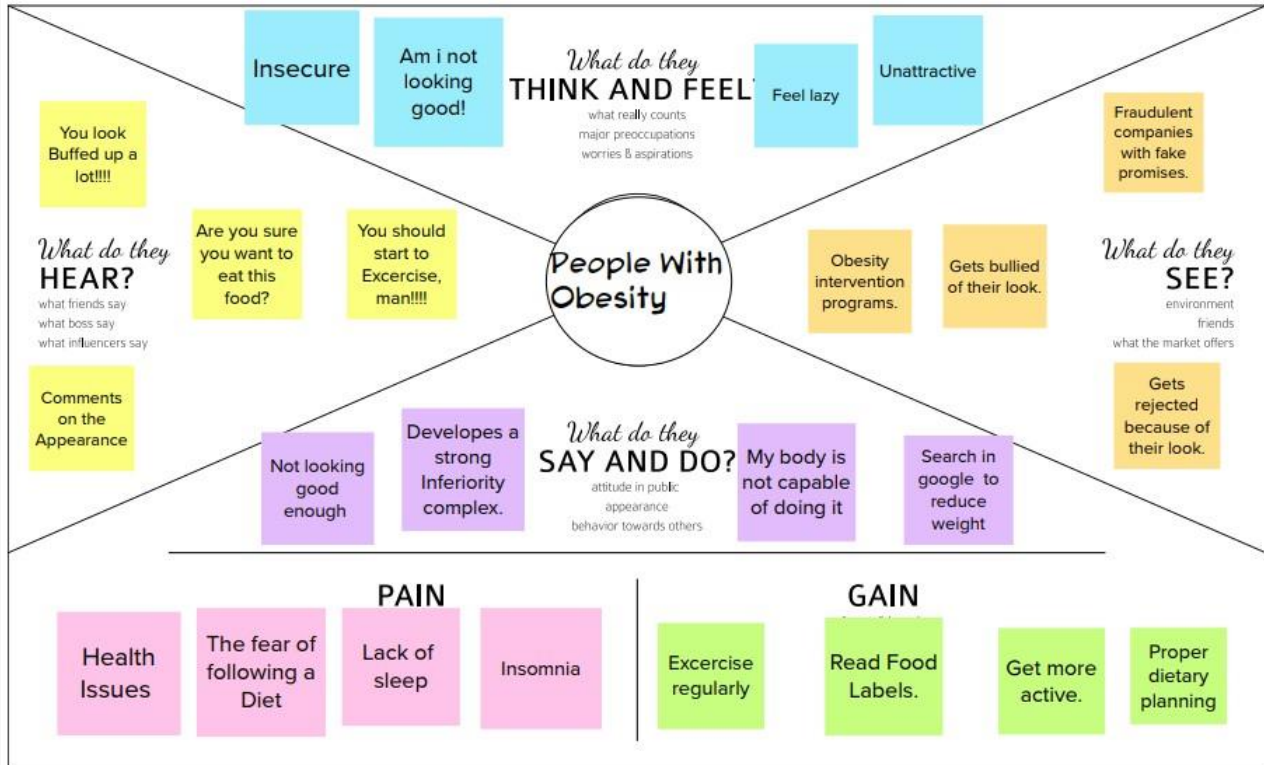 Insecure
Am i not
looking
good!
What do they
THINK AND FEEL?
what really counts
major preoccupations
worries & aspirations
Feel lazy
Unattractive
You look
Buffed up a
lot!!!!
Are you sure
you want to
eat this
food?
You should
start to
Excercise,
man!!!!
What do they
HEAR?
what friends say
what boss say
what influencers say
Comments
on the
Appearance
People With
Obesity
Fraudulent
companies
with fake
promises.
Obesity
intervention
programs.
Gets bullied
of their look.
What do they
SEE?
environment
friends
what the market offers
Gets
rejected
because of
their look.
Not looking
good
enough
Developes a
strong
Inferiority
complex.
What do they
SAY AND DO?
attitude in public
appearance
behavior towards others
My body is
not capable
of doing it
Search in
google to
reduce
weight
PAIN
Health
Issues
The fear of
following a
Diet
Lack of
sleep
Insomnia
GAIN
Excercise
regularly
Read Food
Labels.
Get more
active.
Proper
dietary
planning